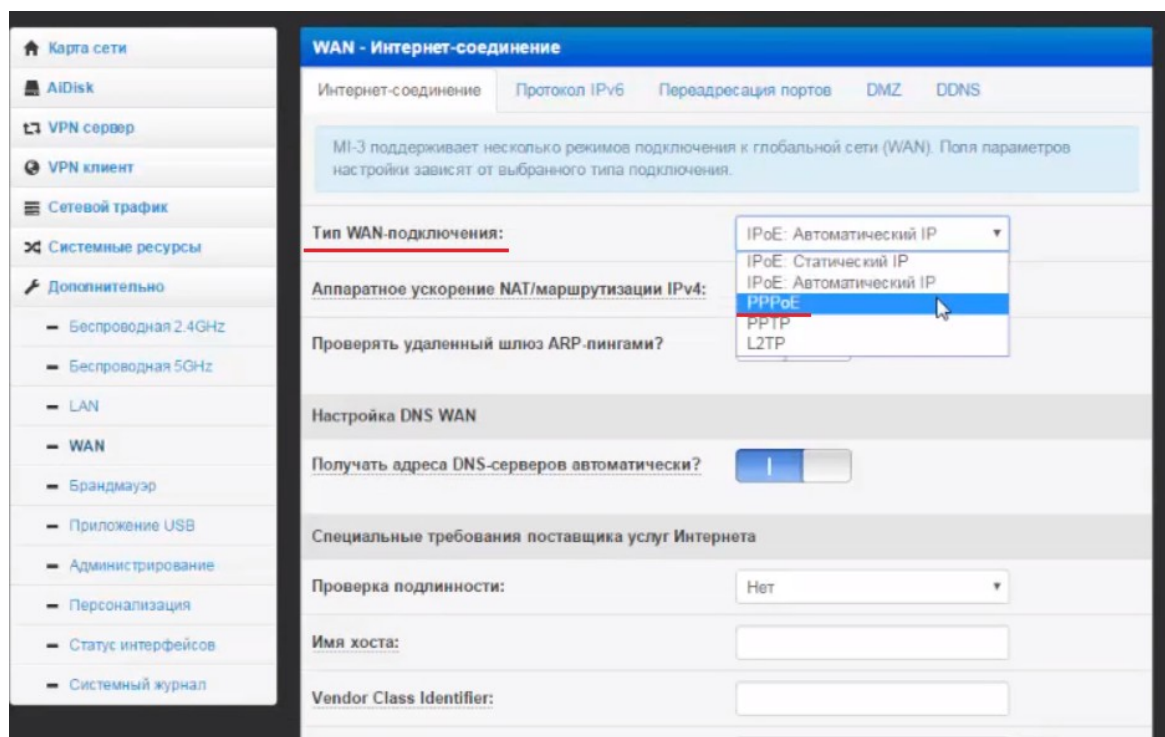 Карта сети
AiDisk
VPN сервер
VPN клиент
Сетевой трафик
Системные ресурсы
Дополнительно
Беспроводная 2.4GHz
Беспроводная 5GHz
LAN
WAN
Брандмауэр
Приложение USB
Администрирование
Персонализация
Статус интерфейсов
Системный журнал
WAN - Интернет-соединение
Интернет-соединение Протокол IPv6 Переадресация портов DMZ DDNS
MI-3 поддерживает несколько режимов подключения к глобальной сети (WAN). Поля параметров
настройки зависят от выбранного типа подключения.
Тип WAN-подключения: IPoE: Автоматический IP
IPoE: Статический IP
IPoE: Автоматический IP
PPPoE
PPTP
L2TP
Аппаратное ускорение NAT/маршрутизации IPv4:
Проверять удаленный шлюз ARP-пингами?
Настройка DNS WAN
Получать адреса DNS-серверов автоматически?
Специальные требования поставщика услуг Интернета
Проверка подлинности: Нет
Имя хоста:
Vendor Class Identifier: